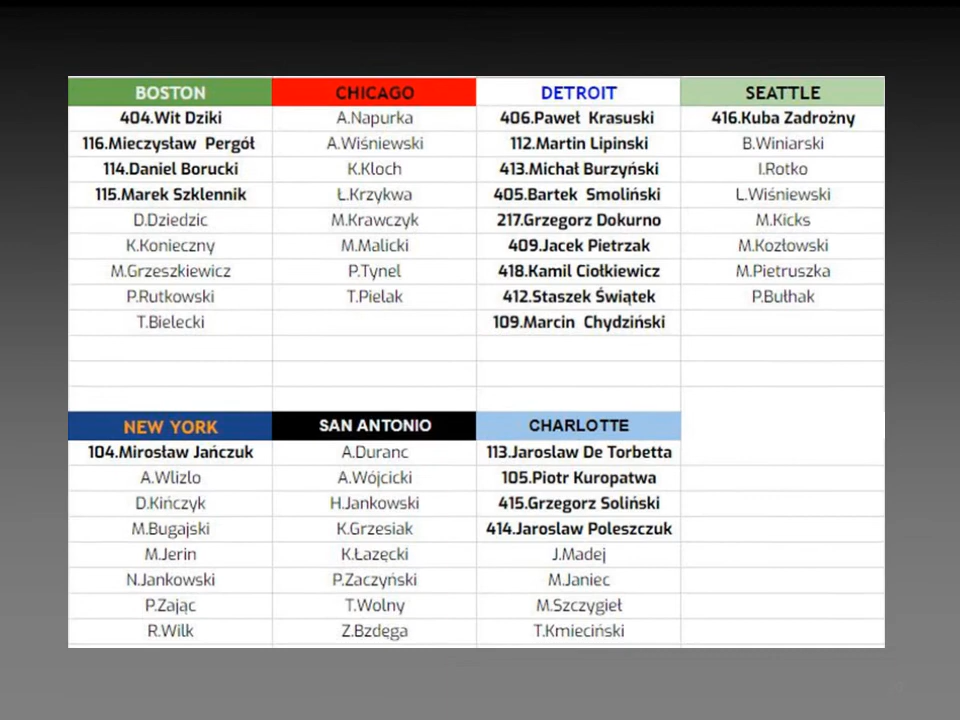 BOSTON CHICAGO DETROIT SEATTLE
404.Wit Dziki A.Napurka 406.Paweł Krasuski 416.Kuba Zadrożny
116.Mieczysław Pergół A.Wiśniewski 112.Martin Lipinski B.Winiarski
114.Daniel Borucki K.Kloch 413.Michał Burzyński I.Rotko
115.Marek Szklennik Ł.Krzykwa 405.Bartek Smoliński L.Wiśniewski
D.Dziedzic M.Krawczyk 217.Grzegorz Dokurno M.Kicks
K.Konieczny M.Malicki 409.Jacek Pietrzak M.Kozłowski
M.Grzeszkiewicz P.Tynel 418.Kamil Ciołkiewicz M.Pietruszka
P.Rutkowski T.Pielak 412.Staszek Świątek P.Bułhak
T.Bielecki 109.Marcin Chydziński
NEW YORK SAN ANTONIO CHARLOTTE
104.Mirosław Jańczuk A.Duranc 113.Jaroslaw De Torbetta
A.Wlizlo A.Wójcicki 105.Piotr Kuropatwa
D.Kińczyk H.Jankowski 415.Grzegorz Soliński
M.Bugajski K.Grzesiak 414.Jaroslaw Poleszczuk
M.Jerin K.Łazęcki J.Madej
N.Jankowski P.Zaczyński M.Janiec
P.Zając T.Wolny M.Szczygieł
R.Wilk Z.Bzdęga T.Kmieciński